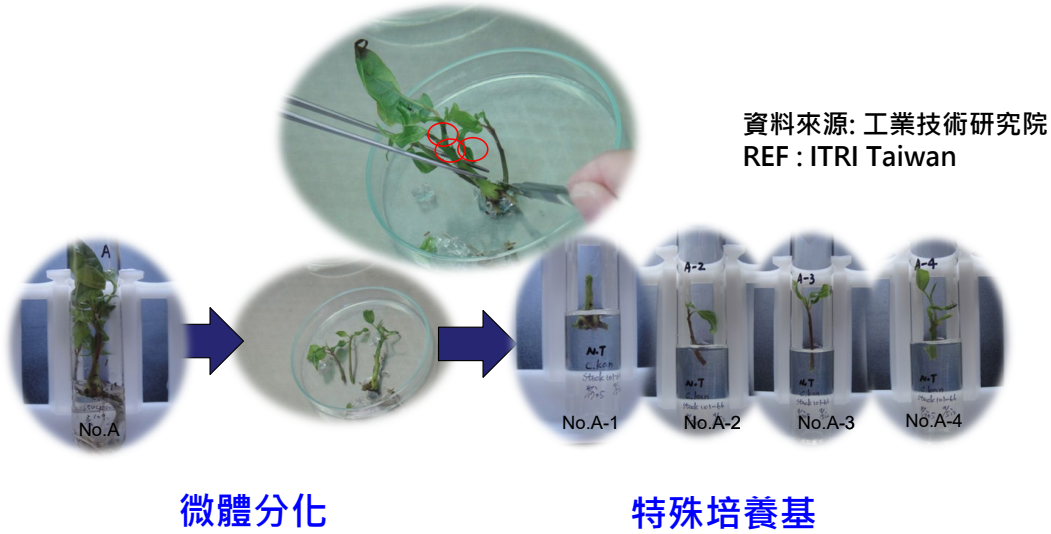 資料來源: 工業技術研究院
REF : ITRI Taiwan
A
A-2
A-3
A-4
N.T
N.T
N.T
N.T
No.A
No.A-1
No.A-2
No.A-3
No.A-4
微體分化
特殊培養基